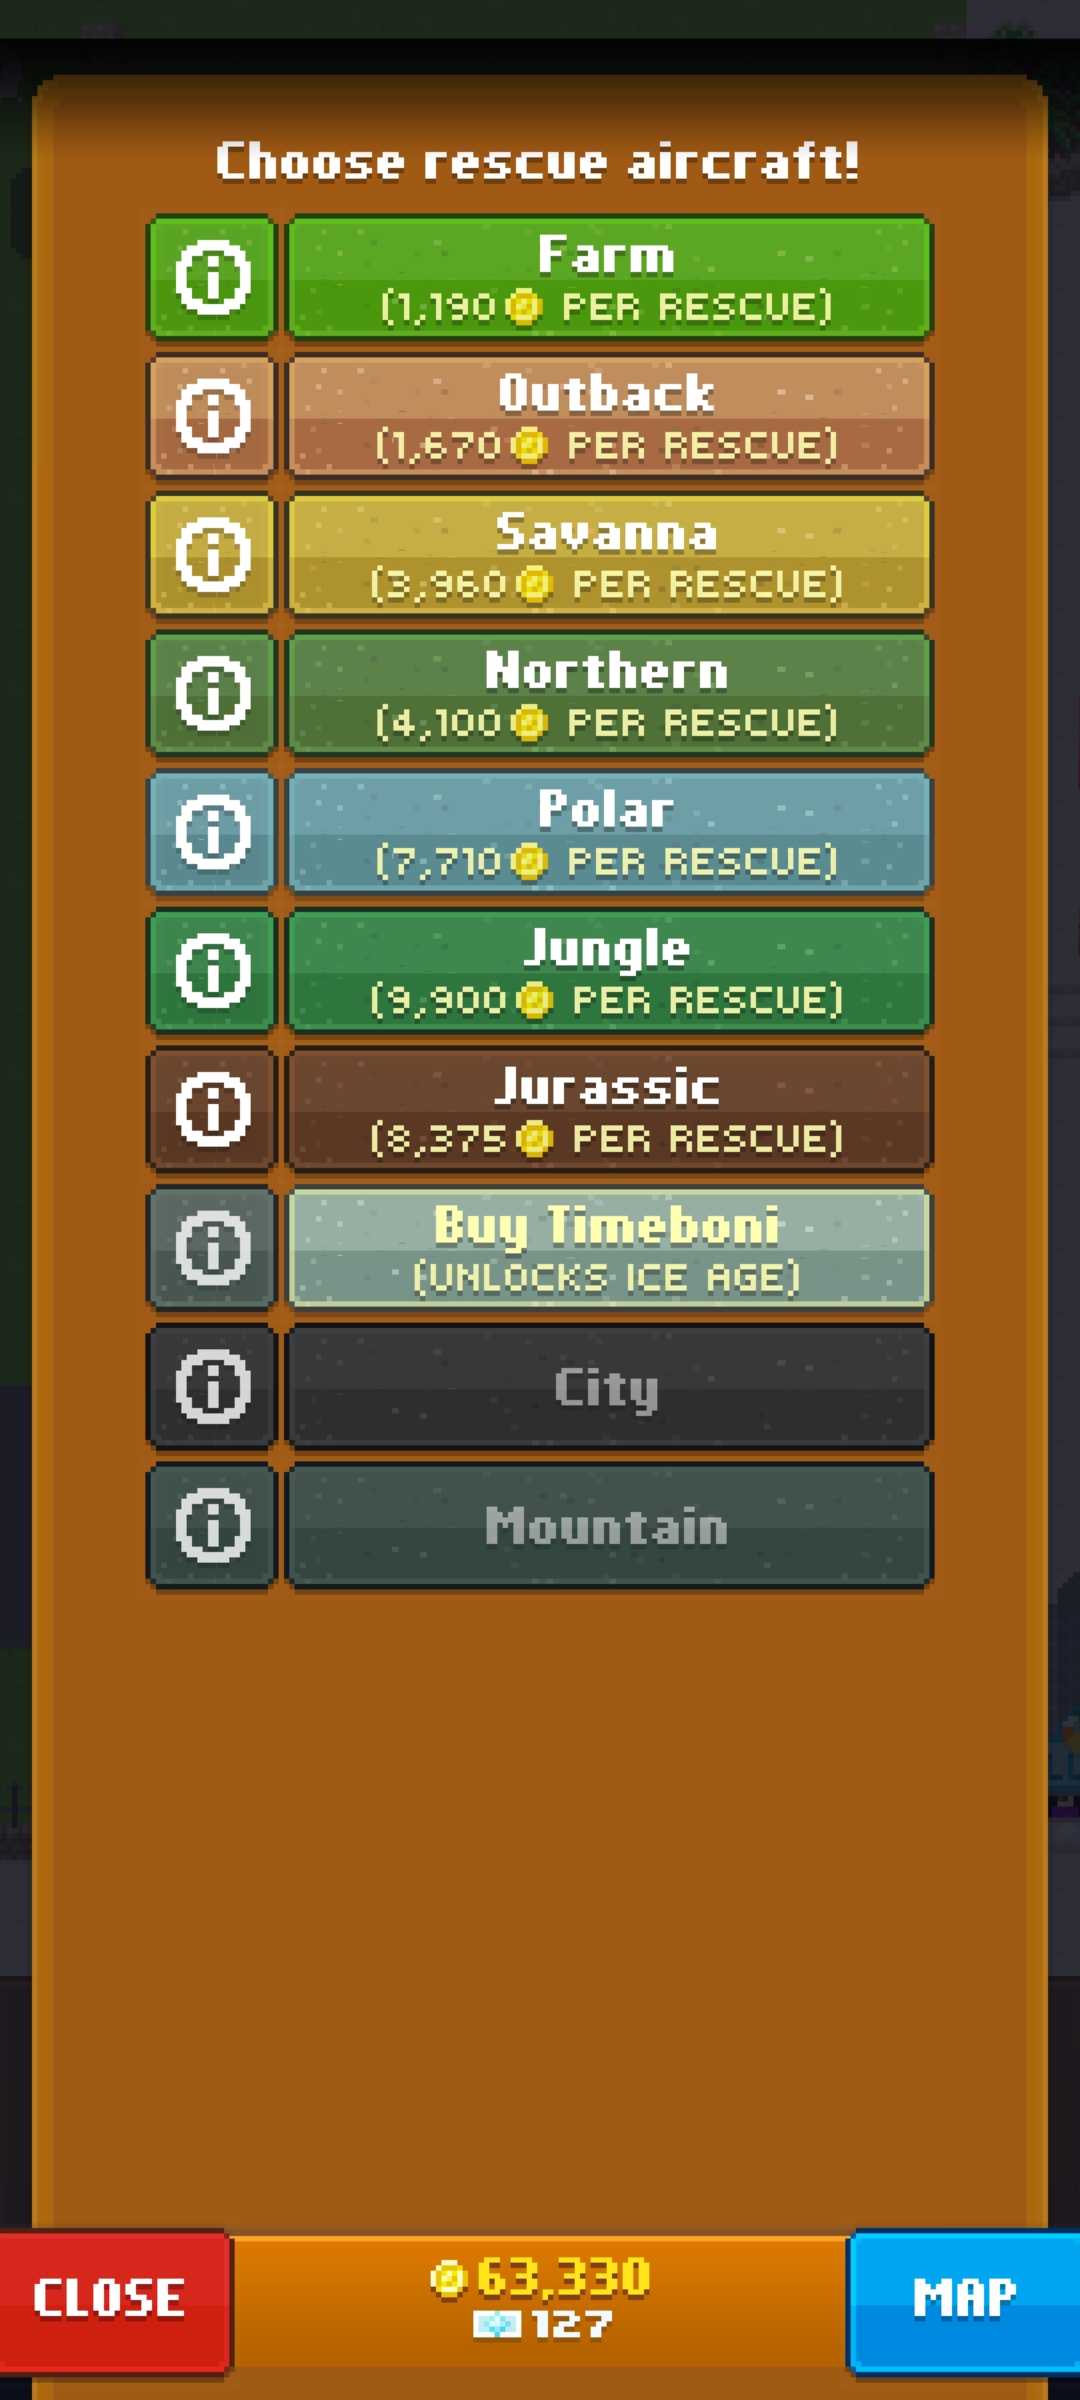 Choose rescue aircraft!
Farm
(1,190 PER RESCUE)
Outback
(1,670 PER RESCUE)
Savanna
(3,960 PER RESCUE)
Northern
(4,100 PER RESCUE)
Polar
(7,710 PER RESCUE)
Jungle
(9,900 PER RESCUE)
Jurassic
(8,375 PER RESCUE)
Buy Timeboni
(UNLOCKS ICE AGE)
City
Mountain
CLOSE
63,330
127
MAP